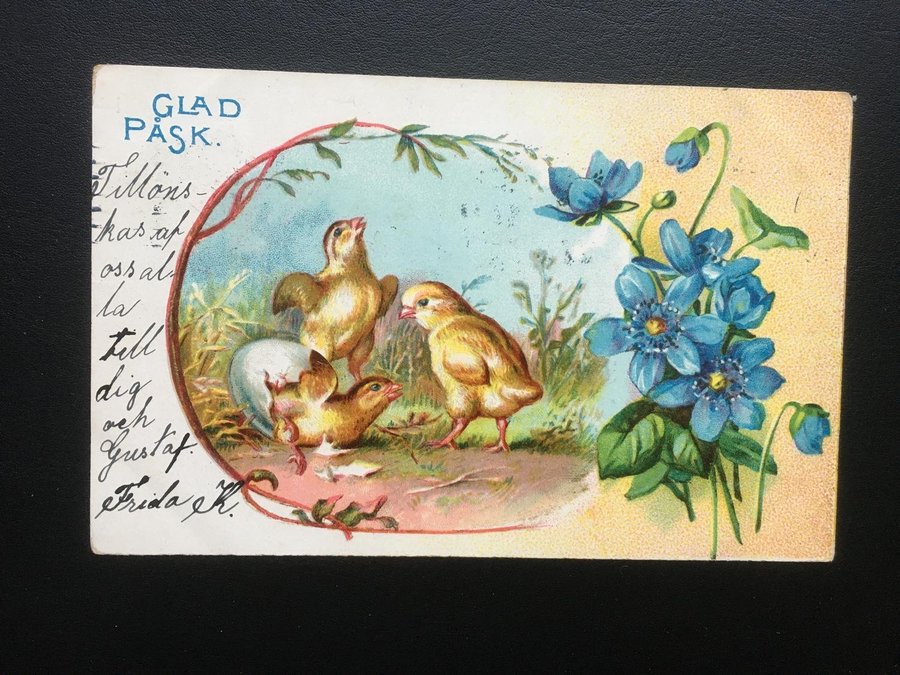 GLAD
PÅSK.
Tillöns-
kas af
oss al-
la
till
dig
och
Gustaf.
Frida K.